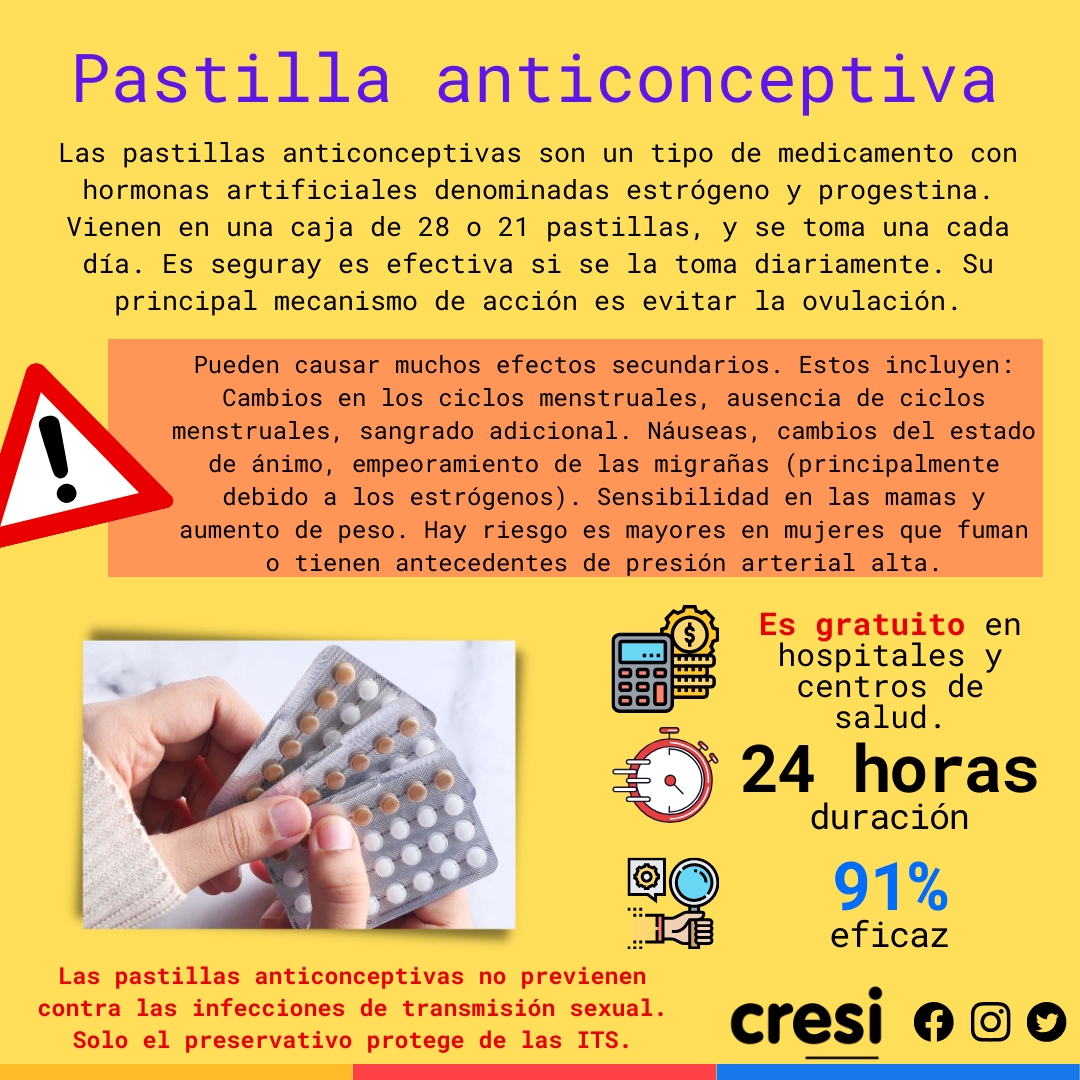 Pastilla anticonceptiva
Las pastillas anticonceptivas son un tipo de medicamento con
hormonas artificiales denominadas estrógeno y progestina.
Vienen en una caja de 28 o 21 pastillas, y se toma una cada
día. Es seguray es efectiva si se la toma diariamente. Su
principal mecanismo de acción es evitar la ovulación.
Pueden causar muchos efectos secundarios. Estos incluyen:
Cambios en los ciclos menstruales, ausencia de ciclos
menstruales, sangrado adicional. Náuseas, cambios del estado
de ánimo, empeoramiento de las migrañas (principalmente
debido a los estrógenos). Sensibilidad en las mamas y
aumento de peso. Hay riesgo es mayores en mujeres que fuman
o tienen antecedentes de presión arterial alta.
Es gratuito en
hospitales y
centros de
salud.
24 horas
duración
91%
eficaz
Las pastillas anticonceptivas no previenen
contra las infecciones de transmisión sexual.
Solo el preservativo protege de las ITS.
cresi